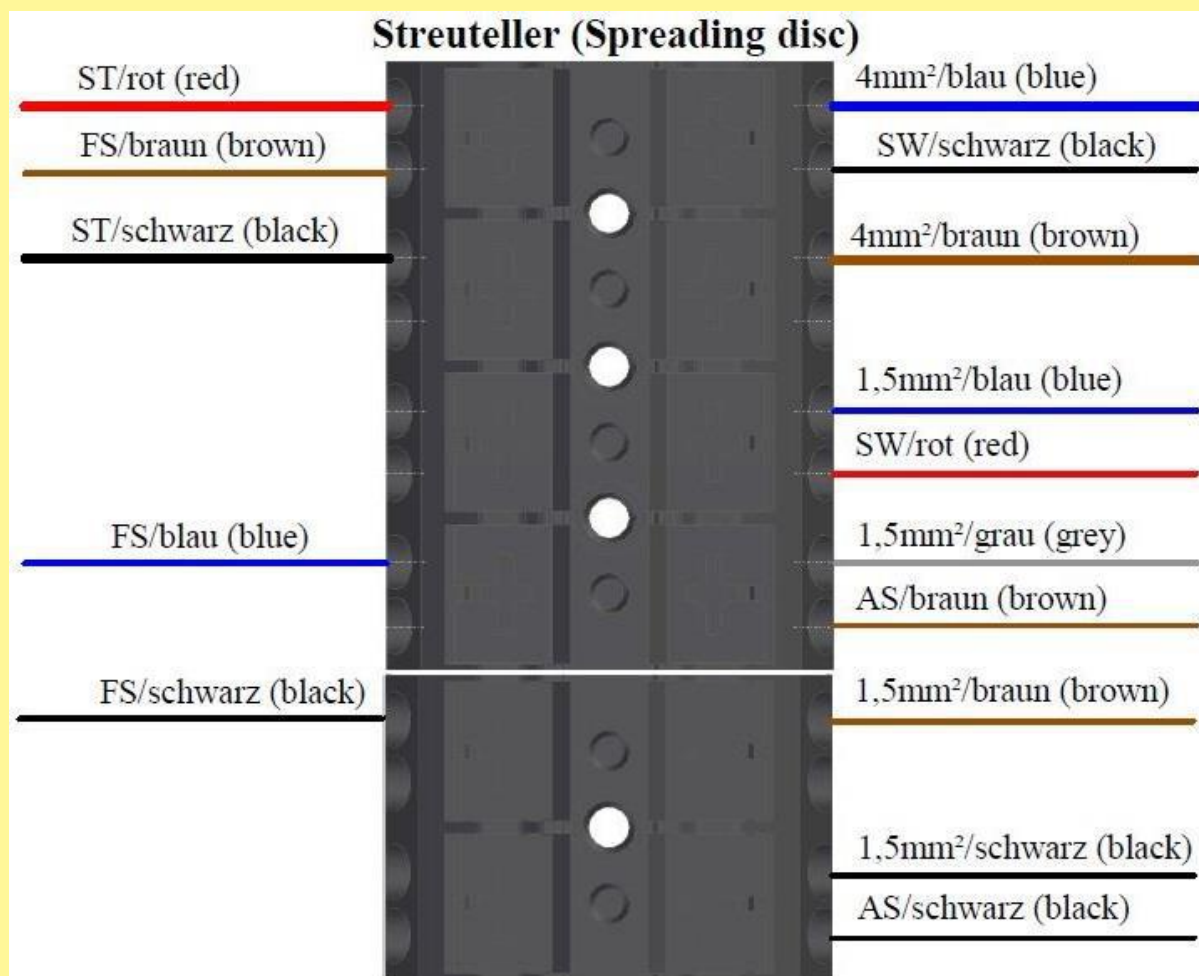 Streuteller (Spreading disc)
ST/rot (red)
4mm²/blau (blue)
FS/braun (brown)
SW/schwarz (black)
ST/schwarz (black)
4mm²/braun (brown)
1,5mm²/blau (blue)
SW/rot (red)
FS/blau (blue)
1,5mm²/grau (grey)
AS/braun (brown)
FS/schwarz (black)
1,5mm²/braun (brown)
1,5mm²/schwarz (black)
AS/schwarz (black)